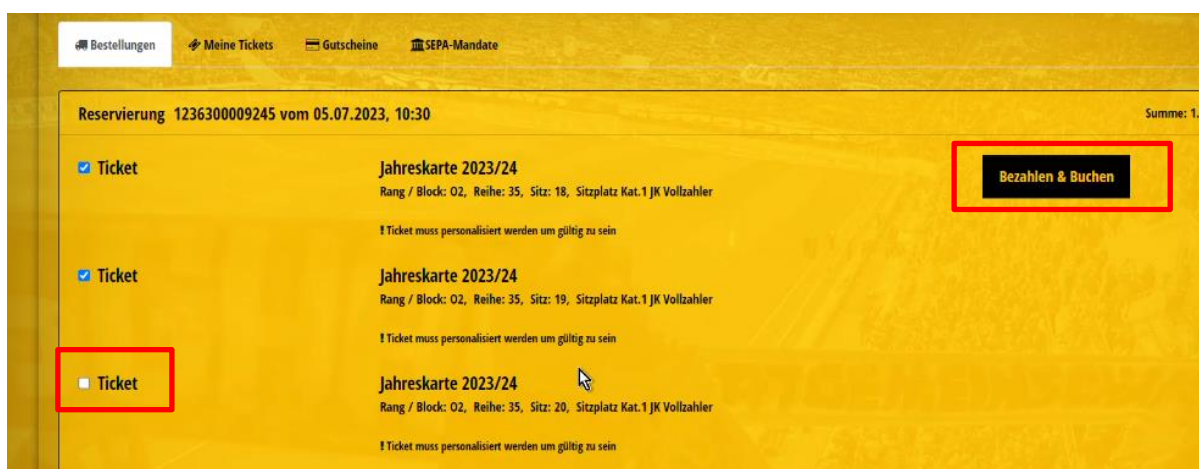 Bestellungen Meine Tickets Gutscheine SEPA-Mandate
Reservierung 1236300009245 vom 05.07.2023, 10:30 Summe: 1.
Ticket Jahreskarte 2023/24 Bezahlen & Buchen
Rang / Block: O2, Reihe: 35, Sitz: 18, Sitzplatz Kat.1 JK Vollzahler
! Ticket muss personalisiert werden um gültig zu sein
Ticket Jahreskarte 2023/24
Rang / Block: O2, Reihe: 35, Sitz: 19, Sitzplatz Kat.1 JK Vollzahler
! Ticket muss personalisiert werden um gültig zu sein
Ticket Jahreskarte 2023/24
Rang / Block: O2, Reihe: 35, Sitz: 20, Sitzplatz Kat.1 JK Vollzahler
! Ticket muss personalisiert werden um gültig zu sein